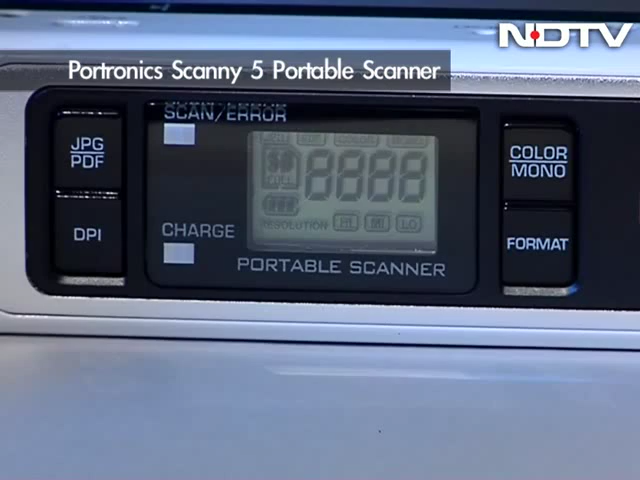 NDTV
Portronics Scanny 5 Portable Scanner
SCAN/ERROR
JPG
PDF
DPI
CHARGE
FULL
8888
RESOLUTION HI MI LO
COLOR
MONO
FORMAT
PORTABLE SCANNER